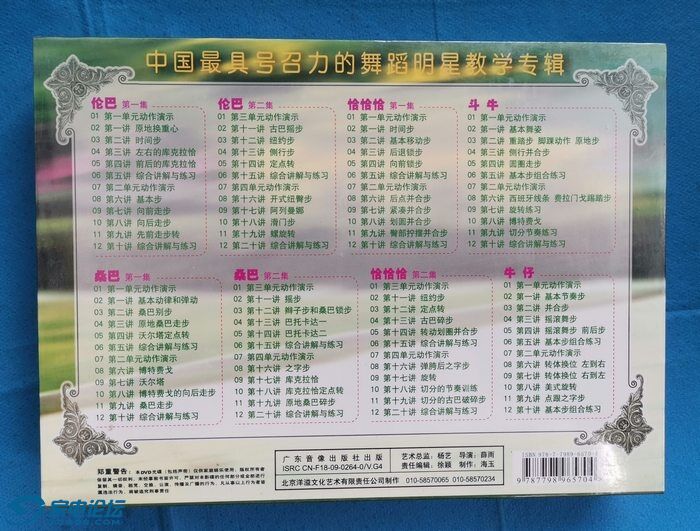 中国最具号召力的舞蹈明星教学专辑
伦巴 第一集
01 第一单元动作演示
02 第一讲 原地换重心
03 第二讲 时间步
04 第三讲 左右的库克拉恰
05 第四讲 前后的库克拉恰
06 第五讲 综合讲解与练习
07 第二单元动作演示
08 第六讲 基本步
09 第七讲 向前走步
10 第八讲 向后走步
11 第九讲 先前走步转
12 第十讲 综合讲解与练习
伦巴 第二集
01 第三单元动作演示
02 第十一讲 古巴摇步
03 第十二讲 纽约步
04 第十三讲 侧行步
05 第十四讲 定点转
06 第十五讲 综合讲解与练习
07 第四单元动作演示
08 第十六讲 开式纽臀步
09 第十七讲 阿列曼娜
10 第十八讲 滑门步
11 第十九讲 螺旋转
12 第二十讲 综合讲解与练习
恰恰恰 第一集
01 第一单元动作演示
02 第一讲 时间步
03 第二讲 基本移动步
04 第三讲 后退锁步
05 第四讲 向前锁步
06 第五讲 综合讲解与练习
07 第二单元动作演示
08 第六讲 后点并合步
09 第七讲 紧凑并合步
10 第八讲 划圆并合步
11 第九讲 臀部拧摆并合步
12 第十讲 综合讲解与练习
斗牛
01 第一单元动作演示
02 第一讲 基本舞姿
03 第二讲 重踏步 脚踝动作 原地步
04 第三讲 侧行并合步
05 第四讲 圆圈走步
06 第五讲 基本步组合练习
07 第二单元动作演示
08 第六讲 西班牙线条 费拉门戈踢踏步
09 第七讲 旋转练习
10 第八讲 博特费戈
11 第九讲 切分节奏练习
12 第十讲 综合讲解与练习
桑巴 第一集
01 第一单元动作演示
02 第一讲 基本动律和弹动
03 第二讲 桑巴别步
04 第三讲 原地桑巴走步
05 第四讲 沃尔塔定点转
06 第五讲 综合讲解与练习
07 第二单元动作演示
08 第六讲 博特费戈
09 第七讲 沃尔塔
10 第八讲 博特费戈的向后走步
11 第九讲 桑巴走步
12 第十讲 综合讲解与练习
桑巴 第二集
01 第三单元动作演示
02 第十一讲 摇步
03 第十二讲 辫子步和桑巴锁步
04 第十三讲 巴托卡达一
05 第十四讲 巴托卡达二
06 第十五讲 综合讲解与练习
07 第四单元动作演示
08 第十六讲 之字步
09 第十七讲 库克拉恰
10 第十八讲 库克拉恰定点转
11 第十九讲 原地桑巴碎步
12 第二十讲 综合讲解与练习
恰恰恰 第二集
01 第三单元动作演示
02 第十一讲 纽约步
03 第十二讲 定点转
04 第十三讲 古巴碎步
05 第十四讲 转动划圈并合步
06 第十五讲 综合讲解与练习
07 第四单元动作演示
08 第十六讲 弹胯后之字步
09 第十七讲 旋转
10 第十八讲 切分的节奏训练
11 第十九讲 切分的古巴破碎步
12 第二十讲 综合讲解与练习
牛仔
01 第一单元动作演示
02 第一讲 基本节奏步
03 第二讲 并合步
04 第三讲 摇滚舞步
05 第四讲 摇滚舞步 前后步
06 第五讲 基本步组合练习
07 第二单元动作演示
08 第六讲 转体换位 左到右
09 第七讲 转体换位 右到左
10 第八讲 美式旋转
11 第九讲 点跟之字步
12 第十讲 基本步组合练习
郑重警告：本DVD光碟（包括声带）仅供家庭娱乐使用，版权所有者
广东音像出版社出版
ISRC CN-F18-09-0264-0/V.G4
艺术总监：杨艺 导演：薛雨
责任编辑：徐颖 制作：海玉
北京洋溢文化艺术有限责任公司
010-58570065 010-58570234
ISBN 978-7-7989-6570-4
9 787798 965704